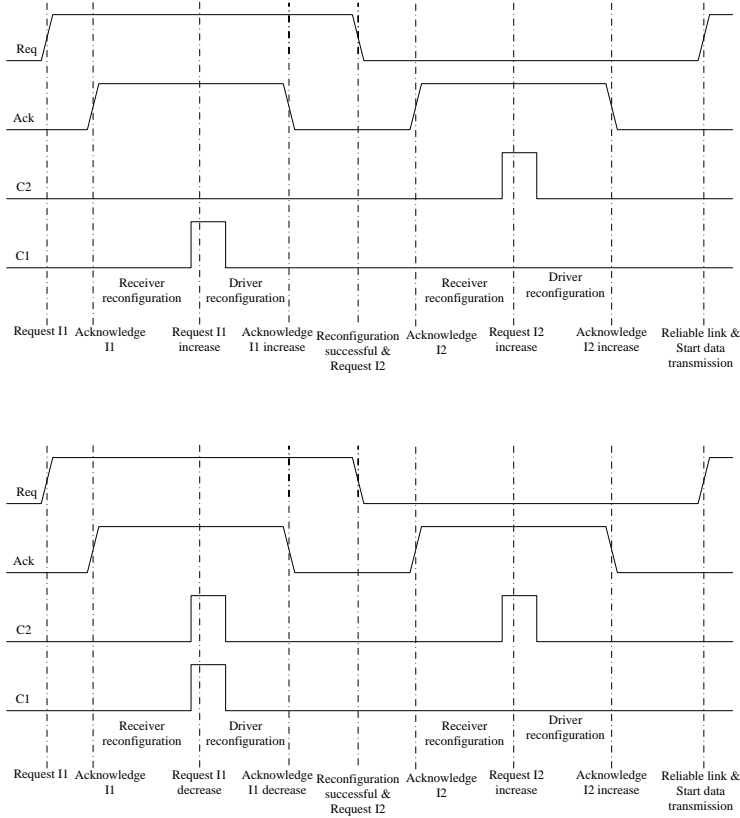 Req
Ack
C2
C1
Receiver
reconfiguration
Driver
reconfiguration
Receiver
reconfiguration
Driver
reconfiguration
Request I1
Acknowledge
I1
Request I1
increase
Acknowledge
I1 increase
Reconfiguration
successful &
Request I2
Acknowledge
I2
Request I2
increase
Acknowledge
I2 increase
Reliable link &
Start data
transmission
Req
Ack
C2
C1
Receiver
reconfiguration
Driver
reconfiguration
Receiver
reconfiguration
Driver
reconfiguration
Request I1
Acknowledge
I1
Request I1
decrease
Acknowledge
I1 decrease
Reconfiguration
successful &
Request I2
Acknowledge
I2
Request I2
increase
Acknowledge
I2 increase
Reliable link &
Start data
transmission